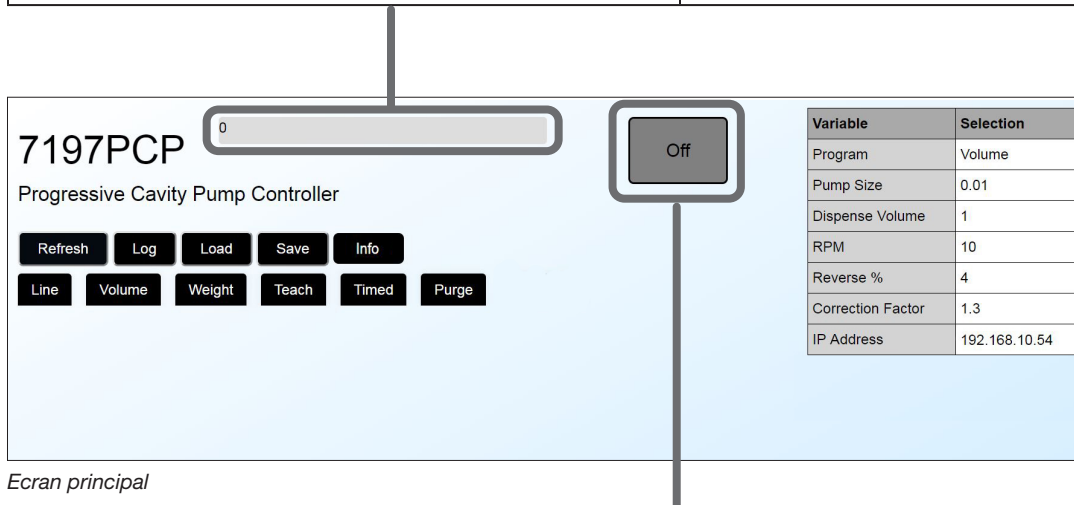 0
7197PCP
Off
Progressive Cavity Pump Controller
Refresh Log Load Save Info
Line Volume Weight Teach Timed Purge
Variable Selection
Program Volume
Pump Size 0.01
Dispense Volume 1
RPM 10
Reverse % 4
Correction Factor 1.3
IP Address 192.168.10.54
Ecran principal